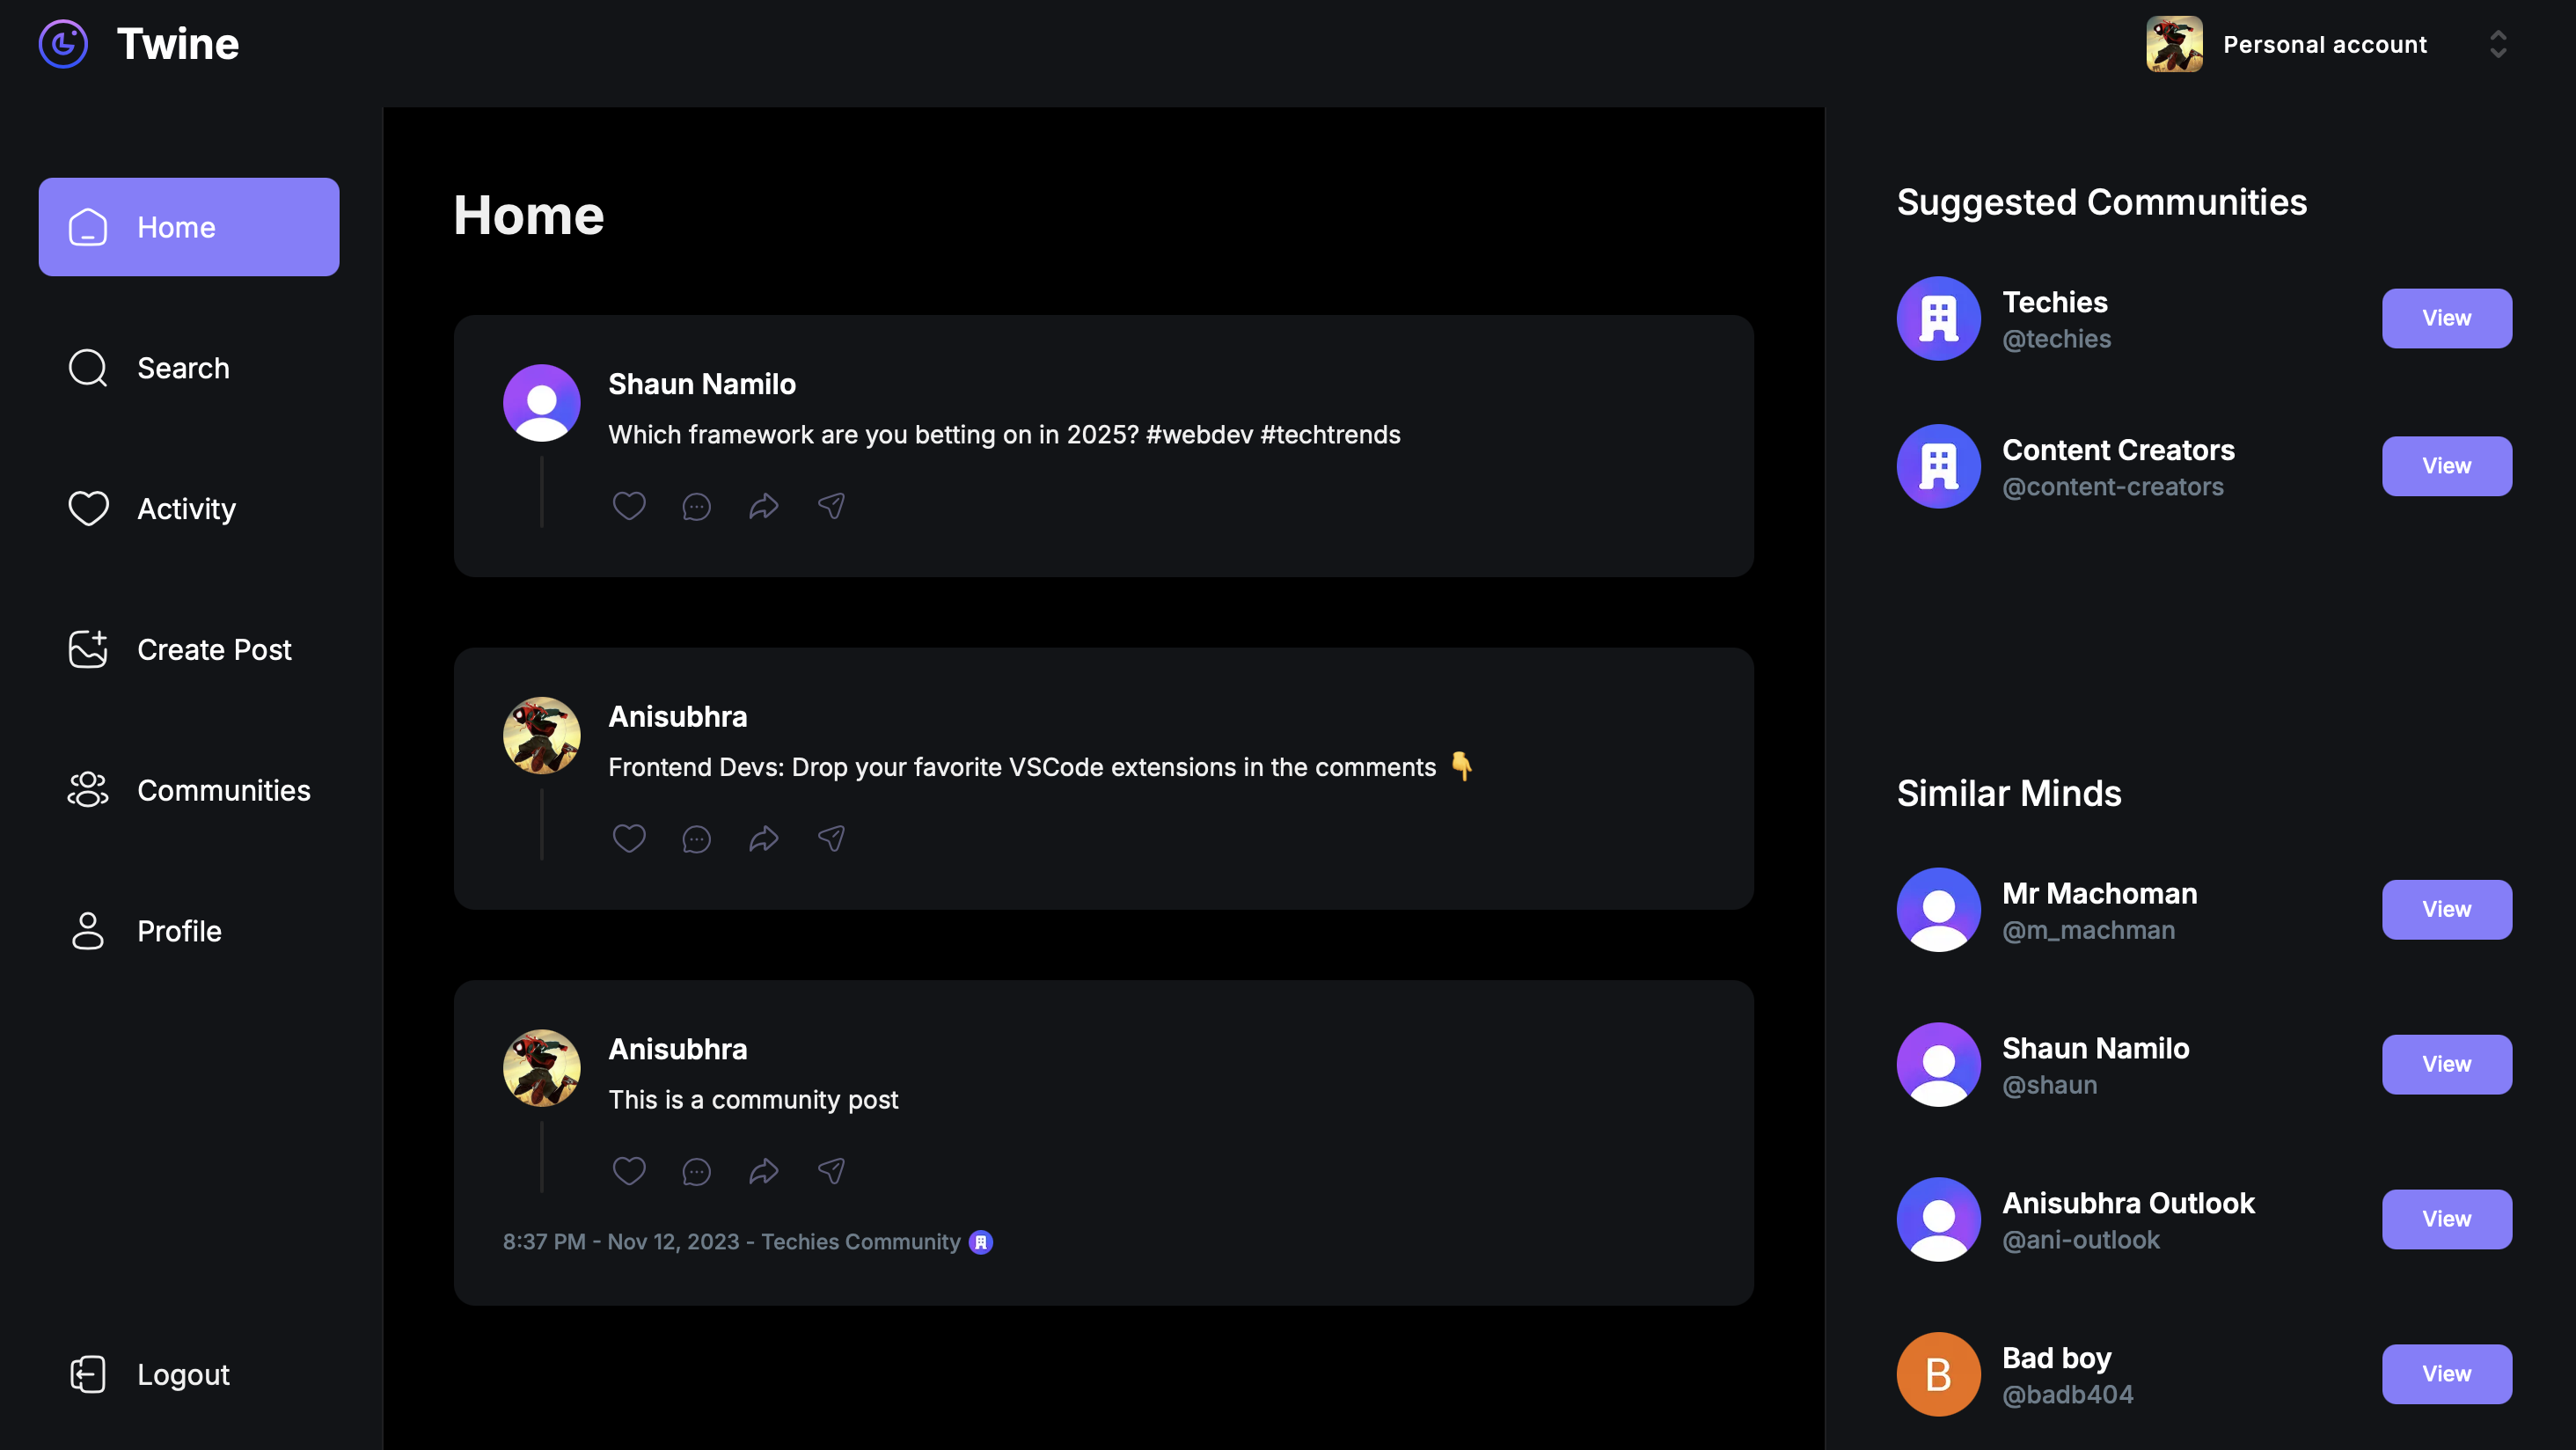 Twine
Personal account
Home
Search
Activity
Create Post
Communities
Profile
Logout
Home
Shaun Namilo
Which framework are you betting on in 2025? #webdev #techtrends
Anisubhra
Frontend Devs: Drop your favorite VSCode extensions in the comments 👇
Anisubhra
This is a community post
8:37 PM - Nov 12, 2023 - Techies Community
Suggested Communities
Techies
@techies
View
Content Creators
@content-creators
View
Similar Minds
Mr Machoman
@m_machman
View
Shaun Namilo
@shaun
View
Anisubhra Outlook
@ani-outlook
View
B
Bad boy
@badb404
View